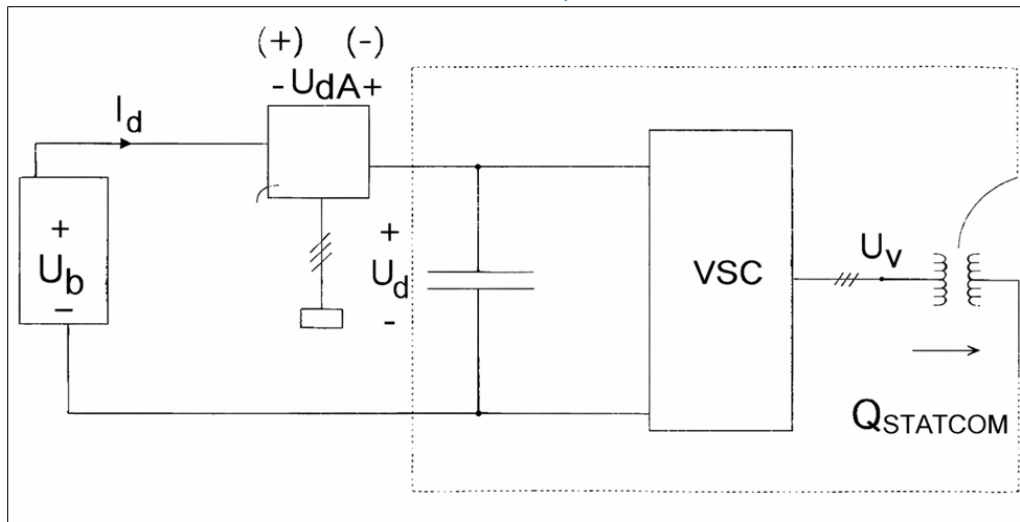 (+) (-)
-UdA+
Id
+
Ub
−
+
Ud
-
VSC
Uv
QSTATCOM